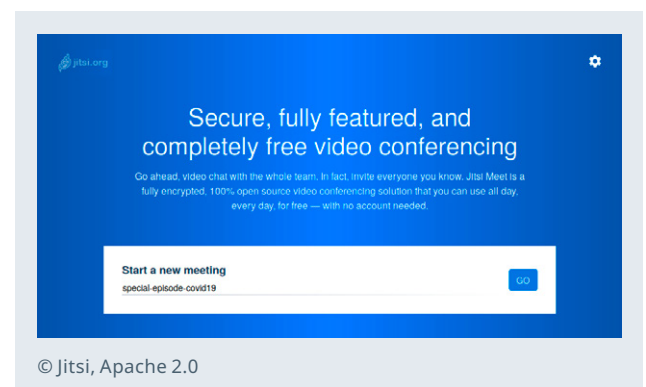 jitsi.org
Secure, fully featured, and
completely free video conferencing
Go ahead, video chat with the whole team. In fact, invite everyone you know. Jitsi Meet is a
fully encrypted, 100% open source video conferencing solution that you can use all day,
every day, for free — with no account needed.
Start a new meeting
special-episode-covid19
GO
© Jitsi, Apache 2.0